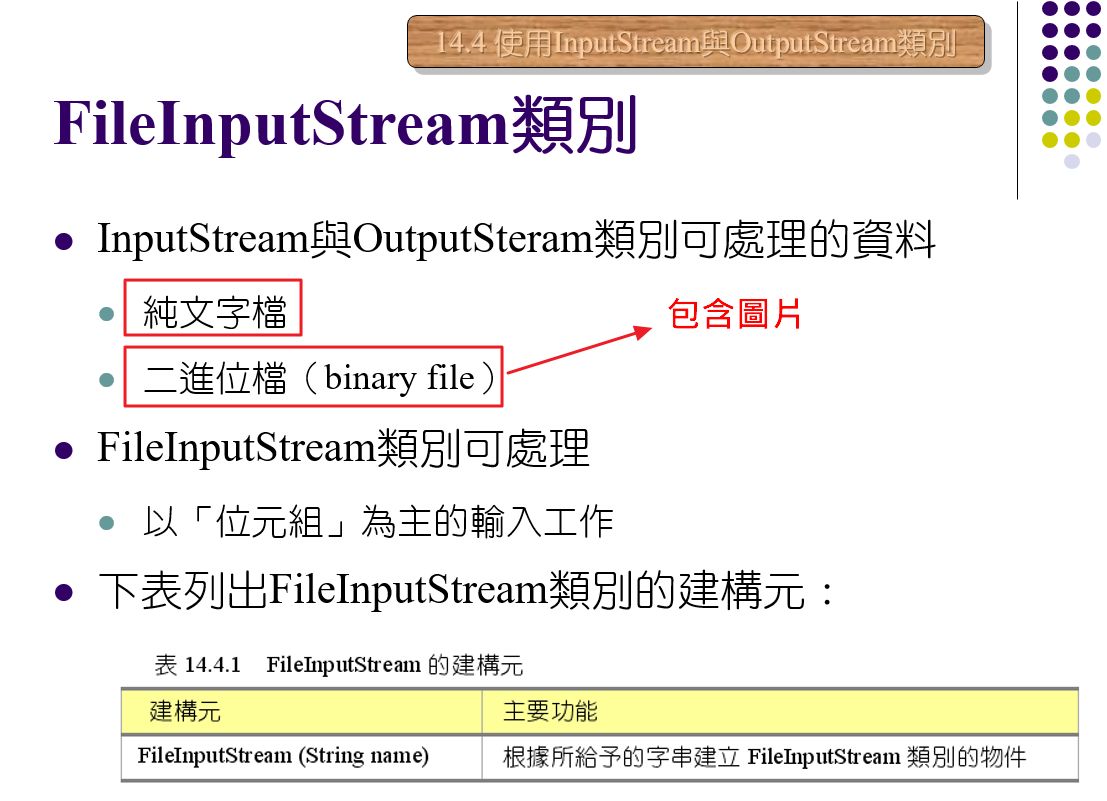 14.4 使用InputStream與OutputStream類別
FileInputStream類別
InputStream與OutputSteram類別可處理的資料
純文字檔
包含圖片
二進位檔（binary file）
FileInputStream類別可處理
以「位元組」為主的輸入工作
下表列出FileInputStream類別的建構元：
表 14.4.1 FileInputStream 的建構元
建構元 主要功能
FileInputStream (String name) 根據所給予的字串建立 FileInputStream 類別的物件